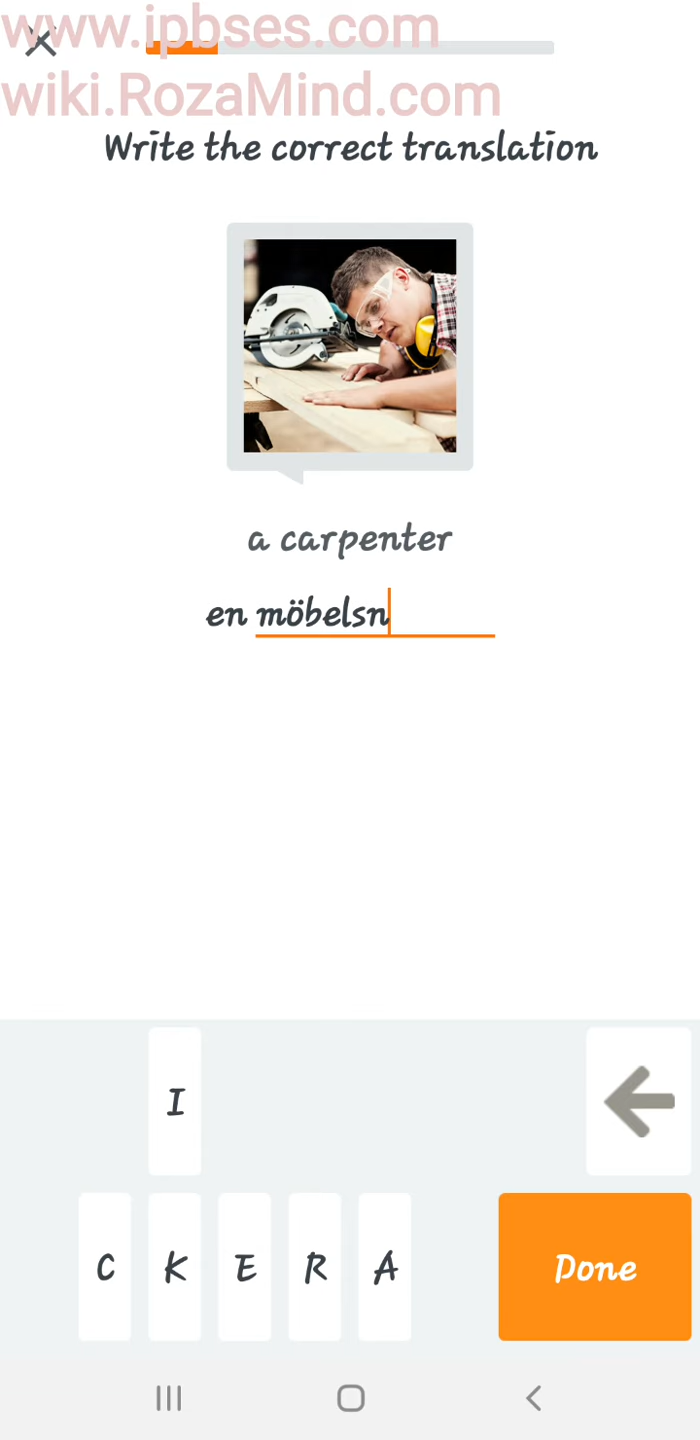 www.ipbses.com
wiki.RozaMind.com
Write the correct translation
a carpenter
en möbelsn
I
C K E R A
Done